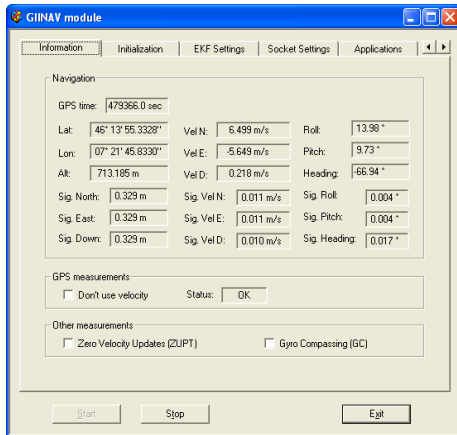 GIINAV module
Information Initialization EKF Settings Socket Settings Applications
Navigation
GPS time: 479366.0 sec
Lat: 46° 13' 55.3328'' Vel N: 6.499 m/s Roll: 13.98 °
Lon: 07° 21' 45.8330'' Vel E: -5.649 m/s Pitch: 9.73 °
Alt: 713.185 m Vel D: 0.218 m/s Heading: -66.94 °
Sig. North: 0.329 m Sig. Vel N: 0.011 m/s Sig. Roll: 0.004 °
Sig. East: 0.329 m Sig. Vel E: 0.011 m/s Sig. Pitch: 0.004 °
Sig. Down: 0.329 m Sig. Vel D: 0.010 m/s Sig. Heading: 0.017 °
GPS measurements
Don't use velocity Status: OK
Other measurements
Zero Velocity Updates (ZUPT) Gyro Compassing (GC)
Start Stop Exit